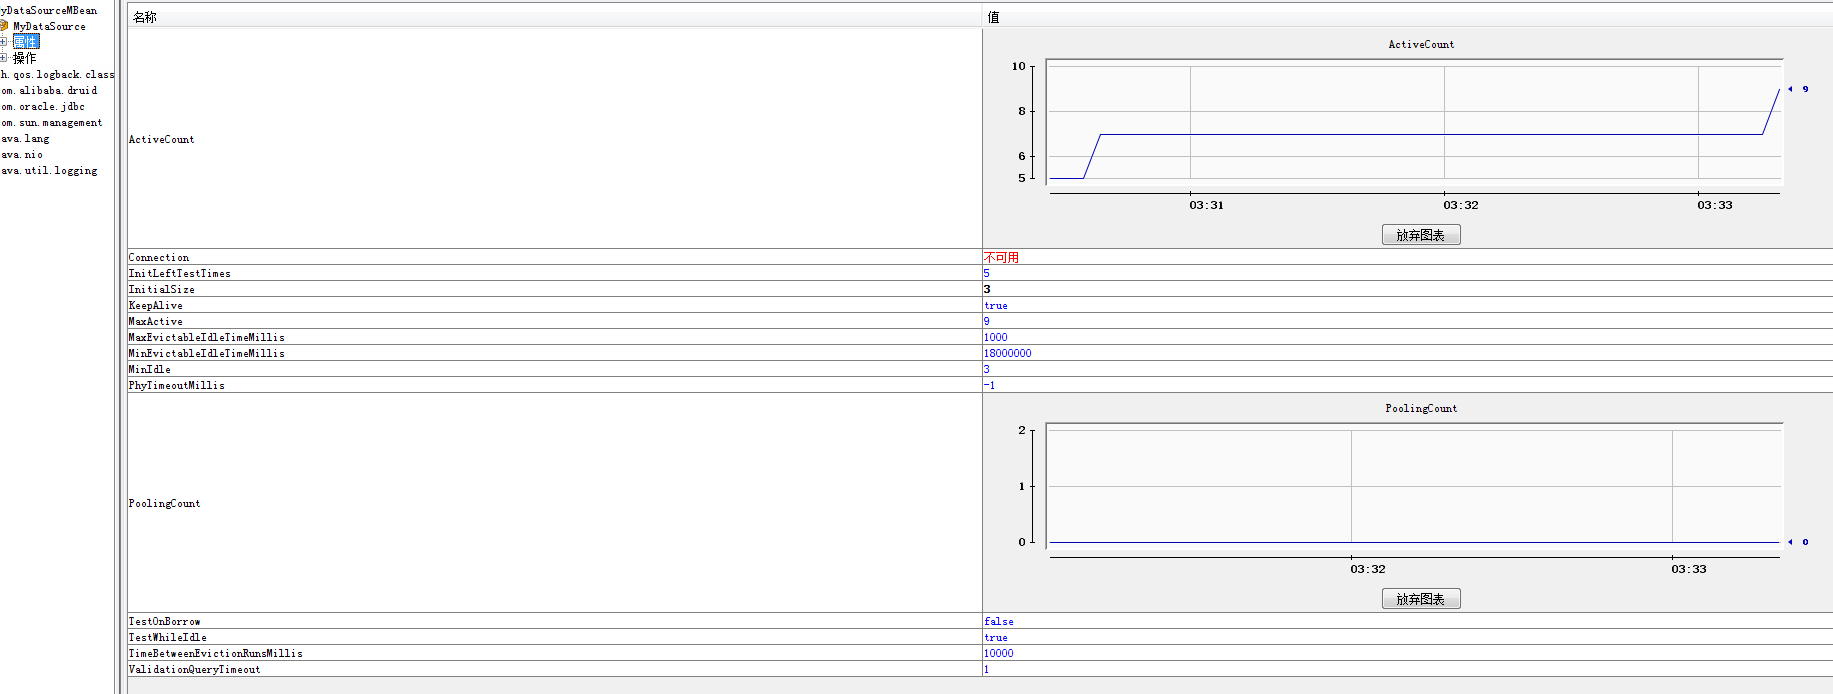 yDataSourceMBean
MyDataSource
属性
操作
h.qos.logback.class
om.alibaba.druid
om.oracle.jdbc
om.sun.management
ava.lang
ava.nio
ava.util.logging
名称 值
ActiveCount
ActiveCount
10
8
6
5
9
03:31 03:32 03:33
放弃图表
Connection 不可用
InitLeftTestTimes 5
InitialSize 3
KeepAlive true
MaxActive 9
MaxEvictableIdleTimeMillis 1000
MinEvictableIdleTimeMillis 18000000
MinIdle 3
PhyTimeoutMillis -1
PoolingCount
PoolingCount
2
1
0
0
03:32 03:33
放弃图表
TestOnBorrow false
TestWhileIdle true
TimeBetweenEvictionRunsMillis 10000
ValidationQueryTimeout 1